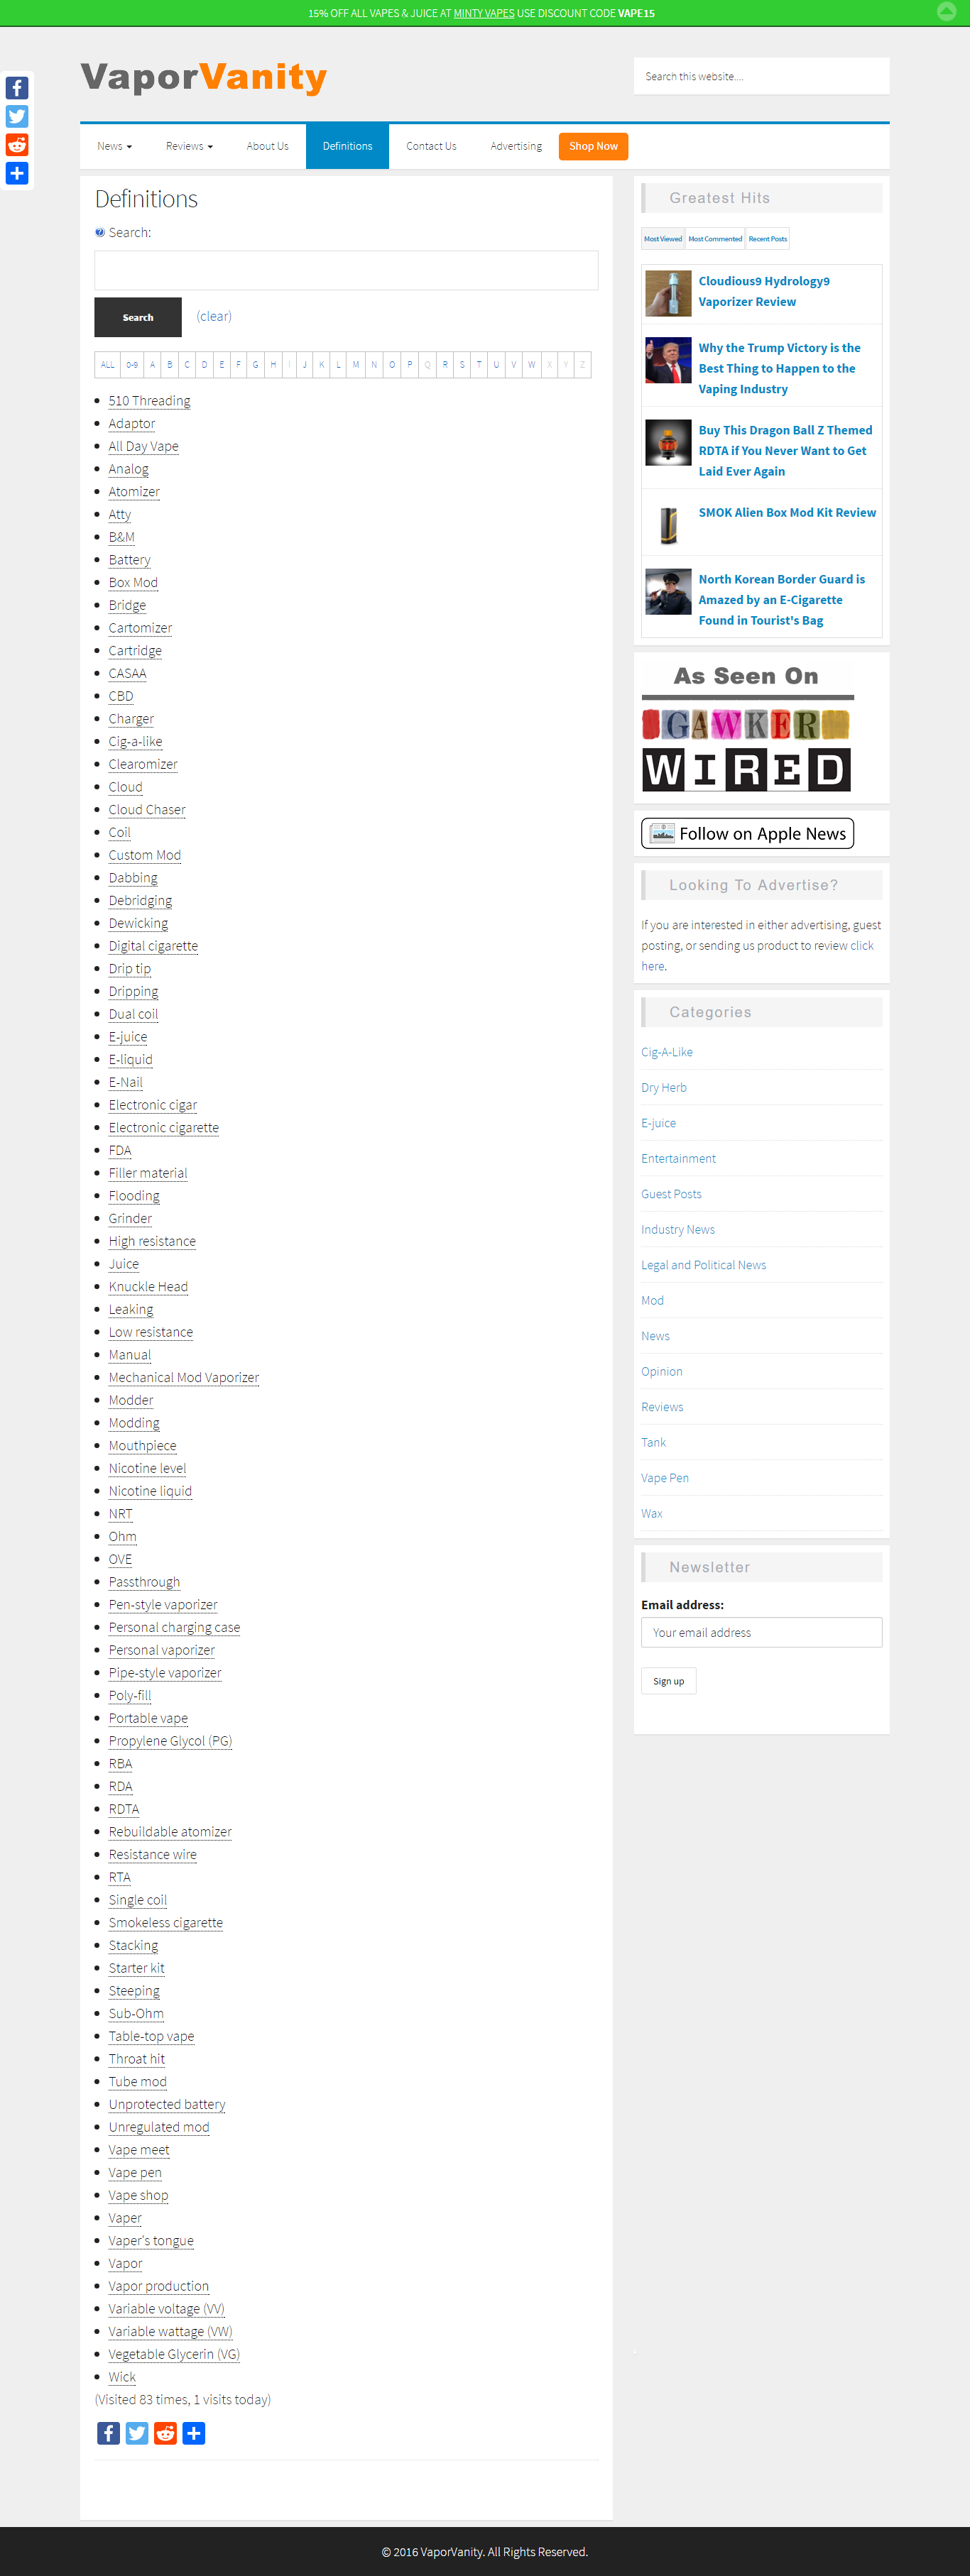 15% OFF ALL VAPES & JUICE AT MINTY VAPES USE DISCOUNT CODE VAPE15
VaporVanity
Search this website....
News
Reviews
About Us
Definitions
Contact Us
Advertising
Shop Now
Definitions
Search:
Search
(clear)
ALL 0-9 A B C D E F G H I J K L M N O P Q R S T U V W X Y Z
510 Threading
Adaptor
All Day Vape
Analog
Atomizer
Atty
B&M
Battery
Box Mod
Bridge
Cartomizer
Cartridge
CASAA
CBD
Charger
Cig-a-like
Clearomizer
Cloud
Cloud Chaser
Coil
Custom Mod
Dabbing
Debridging
Dewicking
Digital cigarette
Drip tip
Dripping
Dual coil
E-juice
E-liquid
E-Nail
Electronic cigar
Electronic cigarette
FDA
Filler material
Flooding
Grinder
High resistance
Juice
Knuckle Head
Leaking
Low resistance
Manual
Mechanical Mod Vaporizer
Modder
Modding
Mouthpiece
Nicotine level
Nicotine liquid
NRT
Ohm
OVE
Passthrough
Pen-style vaporizer
Personal charging case
Personal vaporizer
Pipe-style vaporizer
Poly-fill
Portable vape
Propylene Glycol (PG)
RBA
RDA
RDTA
Rebuildable atomizer
Resistance wire
RTA
Single coil
Smokeless cigarette
Stacking
Starter kit
Steeping
Sub-Ohm
Table-top vape
Throat hit
Tube mod
Unprotected battery
Unregulated mod
Vape meet
Vape pen
Vape shop
Vaper
Vaper's tongue
Vapor
Vapor production
Variable voltage (VV)
Variable wattage (VW)
Vegetable Glycerin (VG)
Wick
(Visited 83 times, 1 visits today)
Greatest Hits
Most Viewed
Most Commented
Recent Posts
Cloudious9 Hydrology9
Vaporizer Review
Why the Trump Victory is the
Best Thing to Happen to the
Vaping Industry
Buy This Dragon Ball Z Themed
RDTA if You Never Want to Get
Laid Ever Again
SMOK Alien Box Mod Kit Review
North Korean Border Guard is
Amazed by an E-Cigarette
Found in Tourist's Bag
As Seen On
GAWKER
WIRED
Follow on Apple News
Looking To Advertise?
If you are interested in either advertising, guest
posting, or sending us product to review click
here.
Categories
Cig-A-Like
Dry Herb
E-juice
Entertainment
Guest Posts
Industry News
Legal and Political News
Mod
News
Opinion
Reviews
Tank
Vape Pen
Wax
Newsletter
Email address:
Your email address
Sign up
© 2016 VaporVanity. All Rights Reserved.